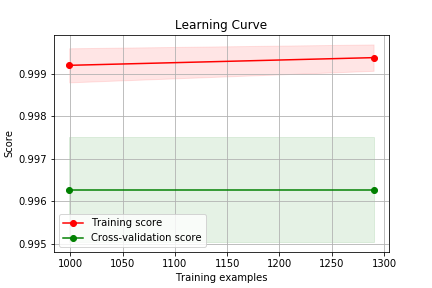 Learning Curve
Score
0.999
0.998
0.997
0.996
0.995
Training score
Cross-validation score
1000 1050 1100 1150 1200 1250 1300
Training examples